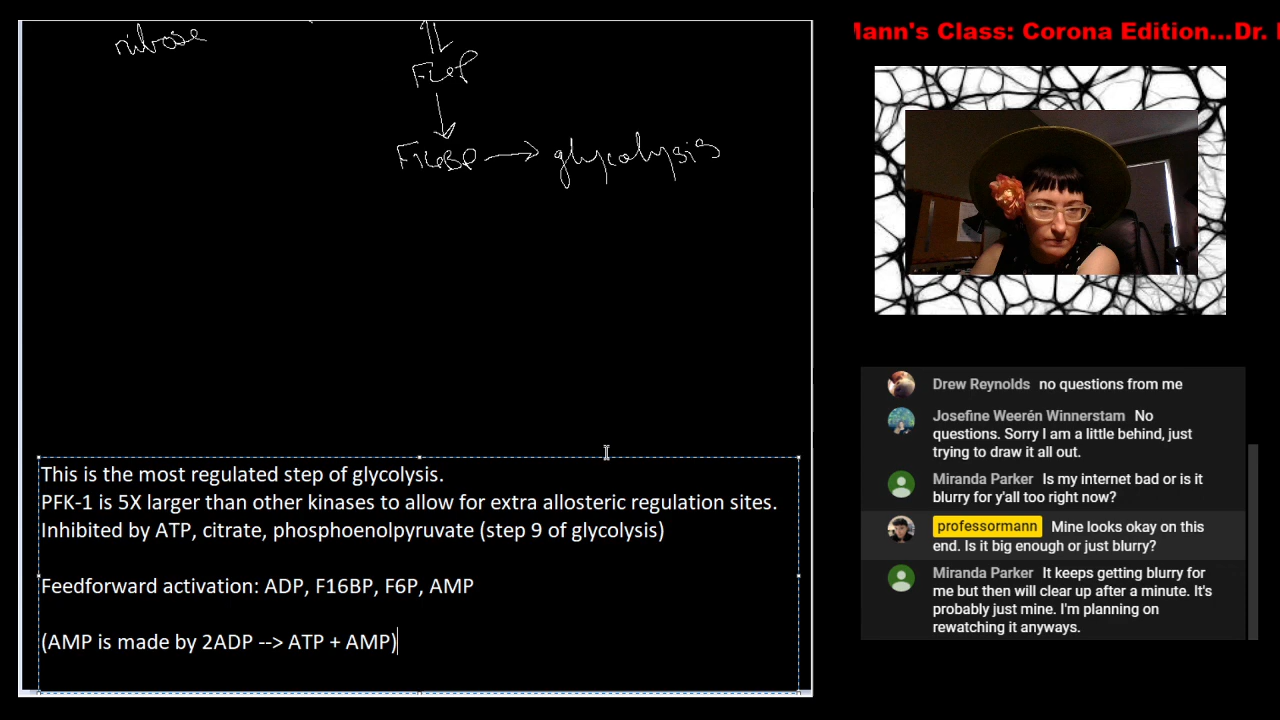 ribose
F16BP → glycolysis
This is the most regulated step of glycolysis.
PFK-1 is 5X larger than other kinases to allow for extra allosteric regulation sites.
Inhibited by ATP, citrate, phosphoenolpyruvate (step 9 of glycolysis)
Feedforward activation: ADP, F16BP, F6P, AMP
(AMP is made by 2ADP --> ATP + AMP)
Mann's Class: Corona Edition...Dr.
Drew Reynolds no questions from me
Josefine Weerén Winnerstam No
questions. Sorry I am a little behind, just
trying to draw it all out.
Miranda Parker Is my internet bad or is it
blurry for y'all too right now?
professormann Mine looks okay on this
end. Is it big enough or just blurry?
Miranda Parker It keeps getting blurry for
me but then will clear up after a minute. It's
probably just mine. I'm planning on
rewatching it anyways.